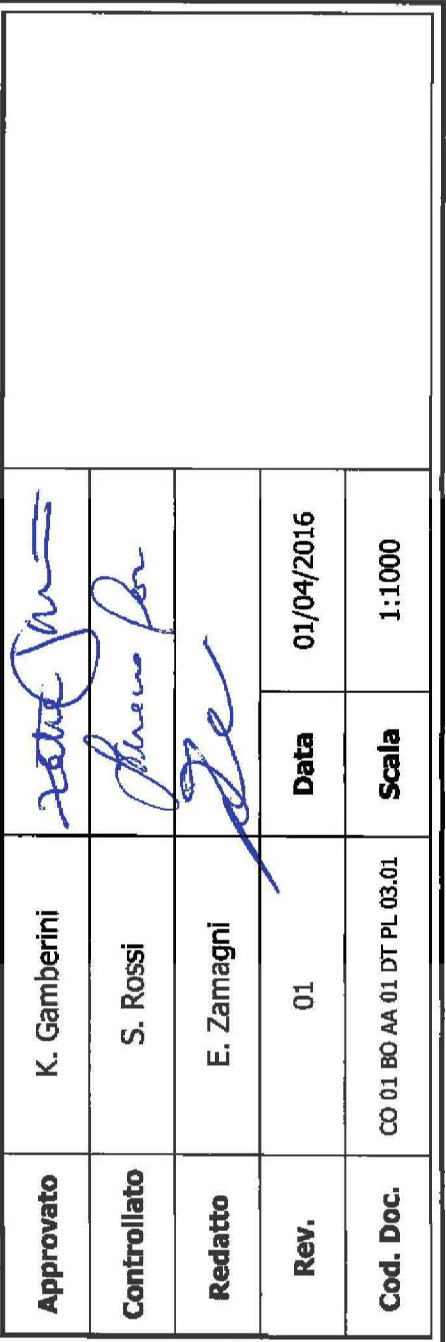 Approvato K. Gamberini
Controllato S. Rossi
Redatto E. Zamagni
Rev. 01 Data 01/04/2016
Cod. Doc. CO 01 BO AA 01 DT PL 03.01 Scala 1:1000